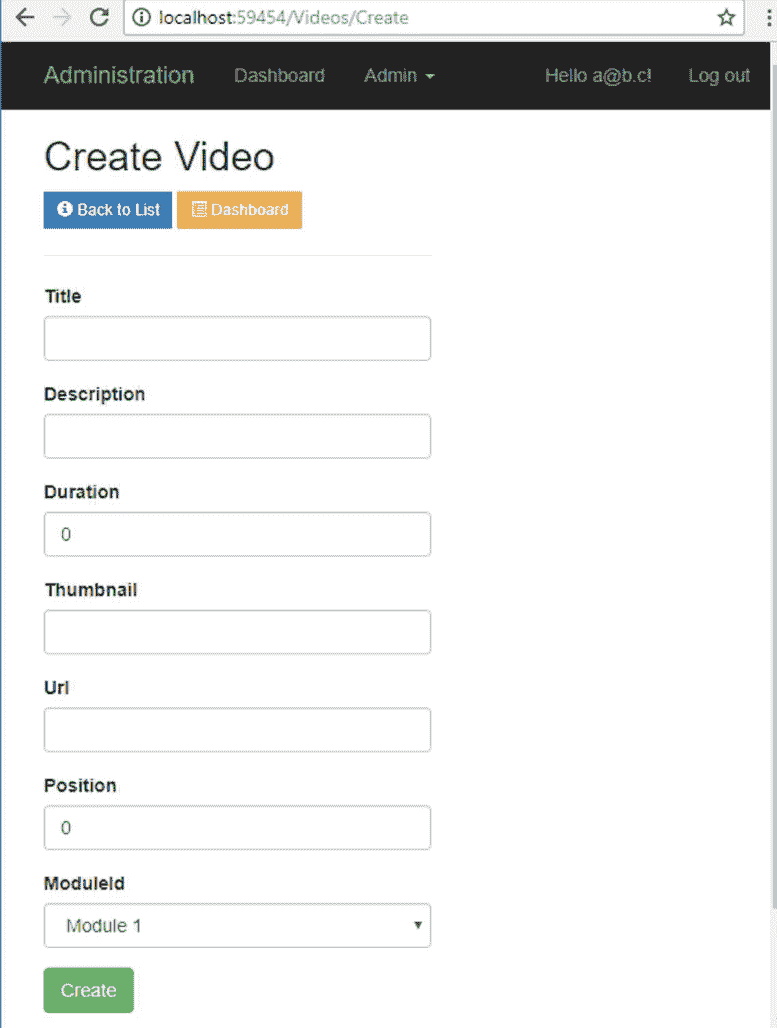 localhost:59454/Videos/Create
Administration Dashboard Admin Hello a@b.c! Log out
Create Video
Back to List Dashboard
Title
Description
Duration
0
Thumbnail
Url
Position
0
ModuleId
Module 1
Create